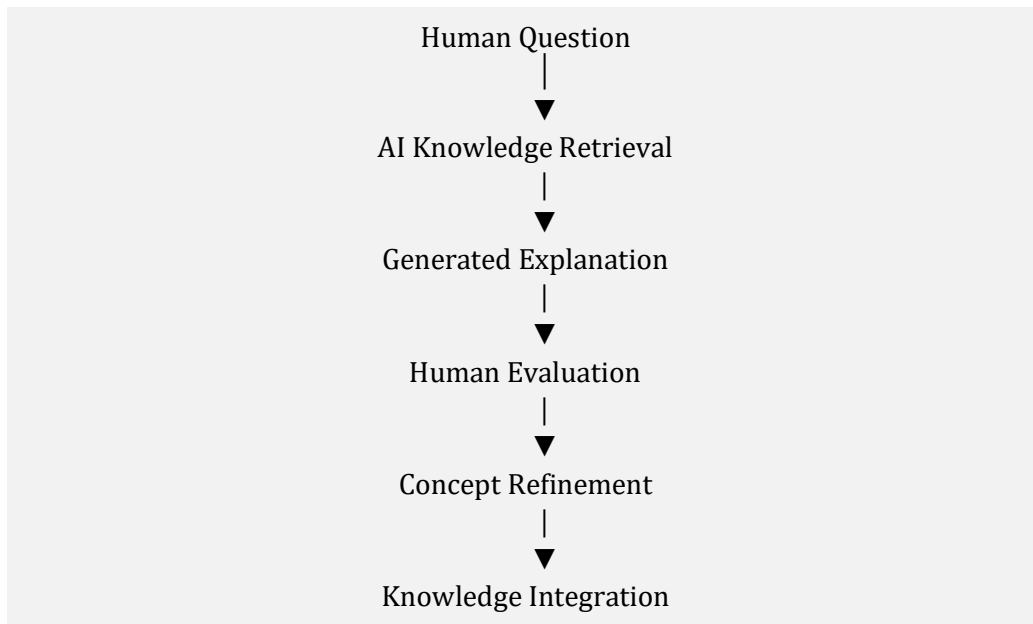 Human Question
AI Knowledge Retrieval
Generated Explanation
Human Evaluation
Concept Refinement
Knowledge Integration